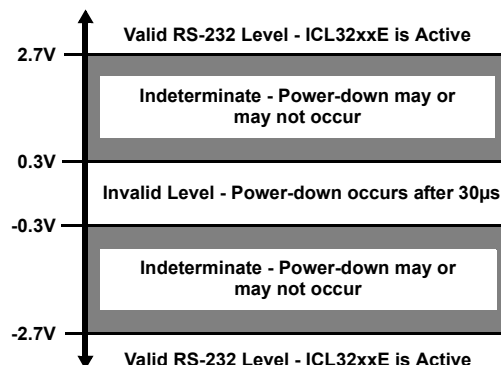 Valid RS-232 Level - ICL32xxE is Active
2.7V
Indeterminate - Power-down may or
may not occur
0.3V
Invalid Level - Power-down occurs after 30µs
-0.3V
Indeterminate - Power-down may or
may not occur
-2.7V
Valid RS-232 Level - ICL32xxE is Active